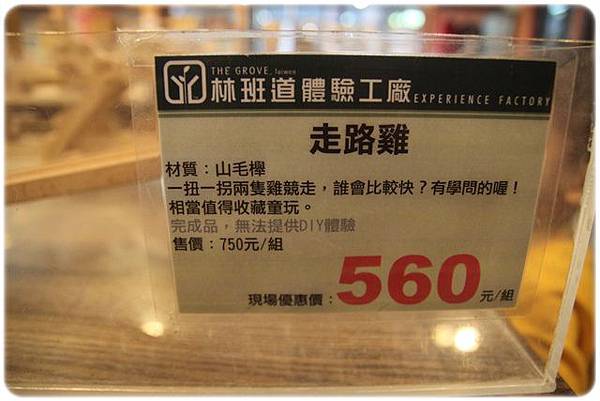 THE GROVE, Taiwan
林班道體驗工廠 EXPERIENCE FACTORY
走路雞
材質：山毛櫸
一扭一拐兩隻雞競走，誰會比較快？有學問的喔！
相當值得收藏童玩。
完成品，無法提供DIY體驗
售價：750元/組
現場優惠價：560元/組